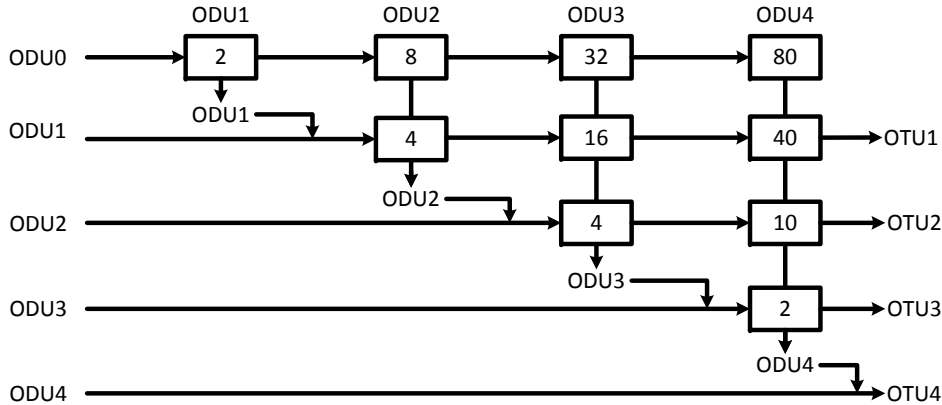 ODU1 ODU2 ODU3 ODU4
ODU0 2 8 32 80
ODU1
ODU1 4 16 40 OTU1
ODU2
ODU2 4 10 OTU2
ODU3
ODU3 2 OTU3
ODU4
ODU4 OTU4